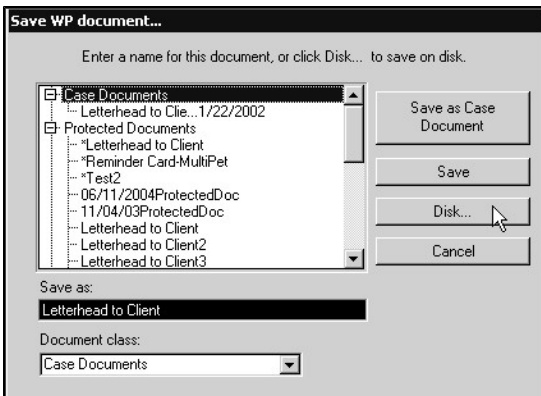 Save WP document...
Enter a name for this document, or click Disk... to save on disk.
Case Documents
Letterhead to Clie...1/22/2002
Protected Documents
*Letterhead to Client
*Reminder Card-MultiPet
*Test2
06/11/2004ProtectedDoc
11/04/03ProtectedDoc
Letterhead to Client
Letterhead to Client2
Letterhead to Client3
Save as Case
Document
Save
Disk...
Cancel
Save as:
Letterhead to Client
Document class:
Case Documents